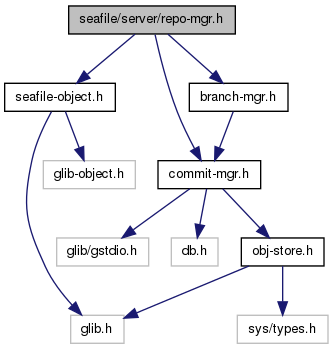 seafile/server/repo-mgr.h
seafile-object.h
branch-mgr.h
glib-object.h
commit-mgr.h
glib/gstdio.h
db.h
obj-store.h
glib.h
sys/types.h